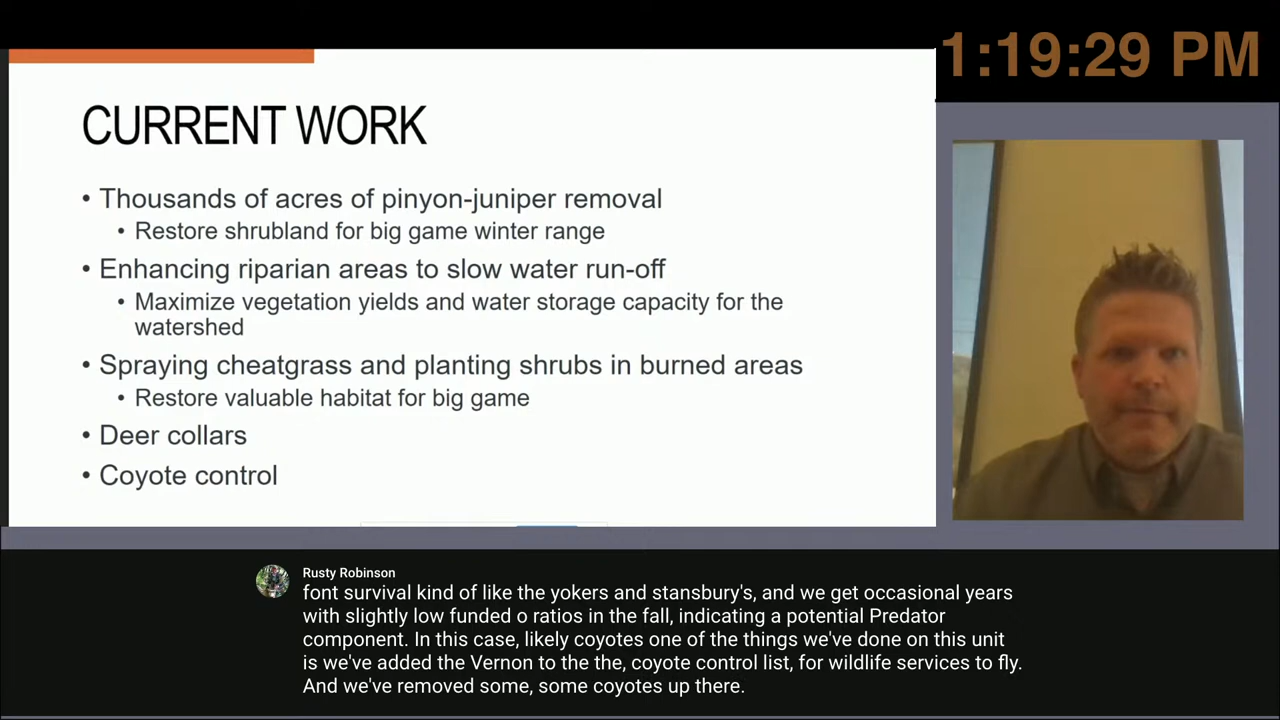 1:19:29 PM
CURRENT WORK
• Thousands of acres of pinyon-juniper removal
• Restore shrubland for big game winter range
• Enhancing riparian areas to slow water run-off
• Maximize vegetation yields and water storage capacity for the
watershed
• Spraying cheatgrass and planting shrubs in burned areas
• Restore valuable habitat for big game
• Deer collars
• Coyote control
Rusty Robinson
font survival kind of like the yokers and stansbury's, and we get occasional years
with slightly low funded o ratios in the fall, indicating a potential Predator
component. In this case, likely coyotes one of the things we've done on this unit
is we've added the Vernon to the the, coyote control list, for wildlife services to fly.
And we've removed some, some coyotes up there.